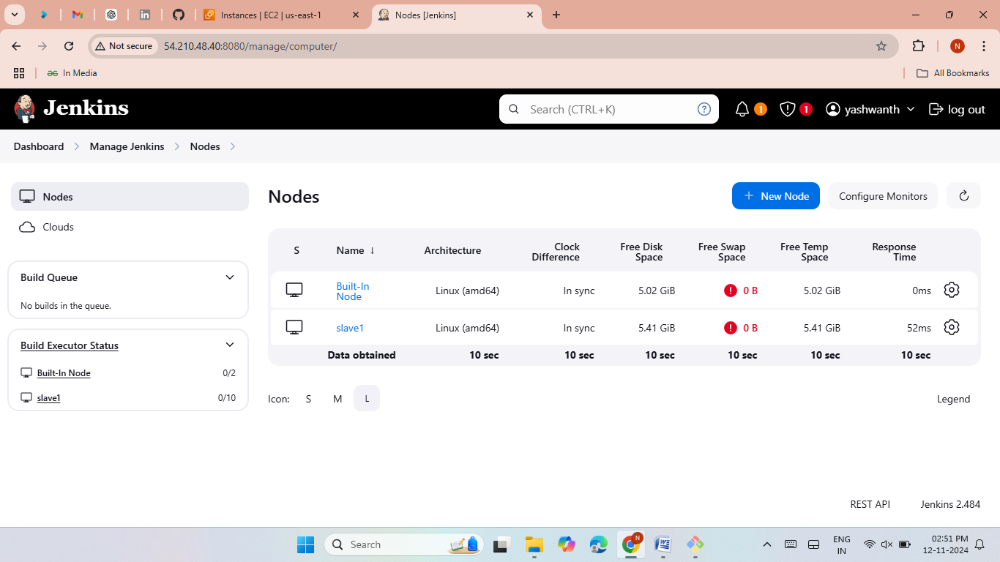 Instances | EC2 | us-east-1
Nodes [Jenkins]
Not secure
54.210.48.40:8080/manage/computer/
N
In Media
All Bookmarks
Jenkins
Search (CTRL+K)
?
1
1
yashwanth
log out
Dashboard
Manage Jenkins
Nodes
Nodes
Clouds
Build Queue
No builds in the queue.
Build Executor Status
Built-In Node 0/2
slave1 0/10
Nodes
+ New Node
Configure Monitors
S Name ↓ Architecture Clock Difference Free Disk Space Free Swap Space Free Temp Space Response Time
Built-In Node Linux (amd64) In sync 5.02 GiB ! 0 B 5.02 GiB 0ms
slave1 Linux (amd64) In sync 5.41 GiB ! 0 B 5.41 GiB 52ms
Data obtained 10 sec 10 sec 10 sec 10 sec 10 sec 10 sec
Icon: S M L
Legend
REST API
Jenkins 2.484
Search
N
ENG
IN
02:51 PM
12-11-2024